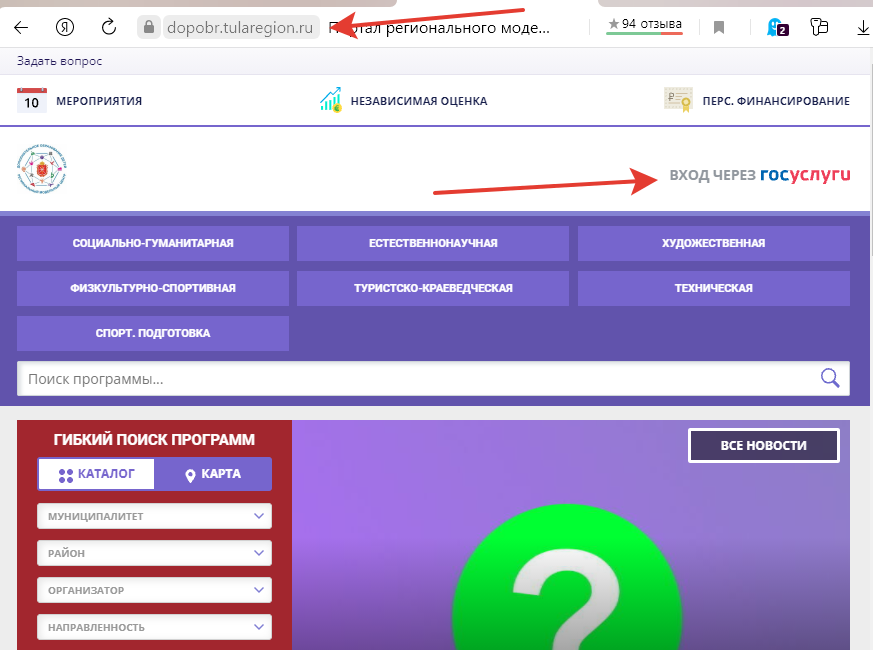 Я
dopobr.tularegion.ru
тал регионального моде...
★ 94 отзыва
2
Задать вопрос
10
МЕРОПРИЯТИЯ
НЕЗАВИСИМАЯ ОЦЕНКА
ПЕРС. ФИНАНСИРОВАНИЕ
ВХОД ЧЕРЕЗ госуслуги
СОЦИАЛЬНО-ГУМАНИТАРНАЯ
ЕСТЕСТВЕННОНАУЧНАЯ
ХУДОЖЕСТВЕННАЯ
ФИЗКУЛЬТУРНО-СПОРТИВНАЯ
ТУРИСТСКО-КРАЕВЕДЧЕСКАЯ
ТЕХНИЧЕСКАЯ
СПОРТ. ПОДГОТОВКА
Поиск программы...
ГИБКИЙ ПОИСК ПРОГРАММ
ВСЕ НОВОСТИ
КАТАЛОГ
КАРТА
МУНИЦИПАЛИТЕТ
РАЙОН
ОРГАНИЗАТОР
НАПРАВЛЕННОСТЬ
?